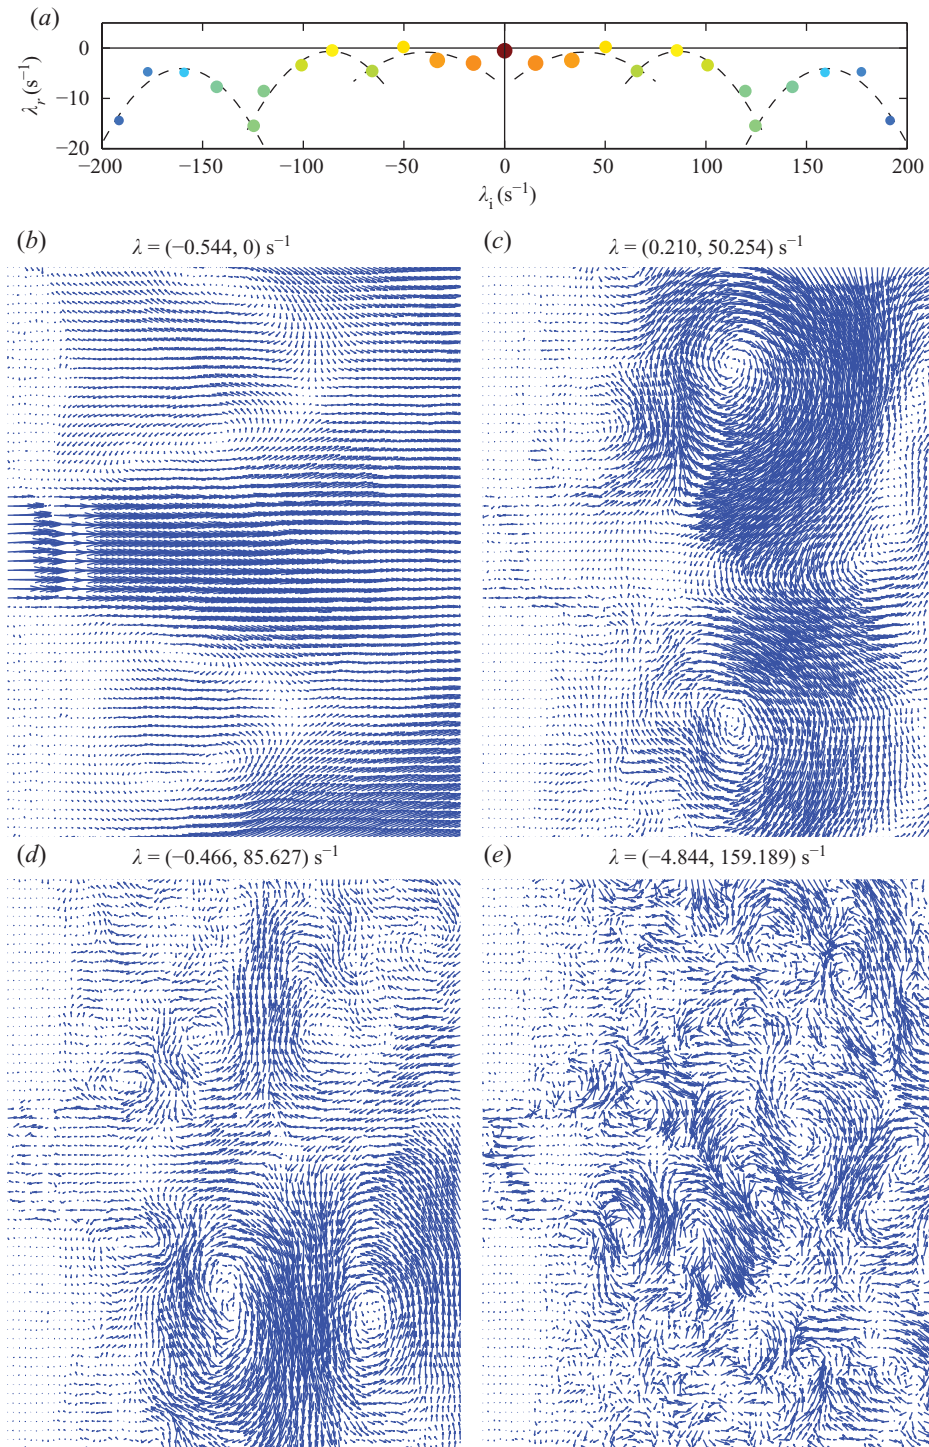 (a)
0
−10
−20
λr (s−1)
−200 −150 −100 −50 0 50 100 150 200
λi (s−1)
(b) λ = (−0.544, 0) s−1
(c) λ = (0.210, 50.254) s−1
(d) λ = (−0.466, 85.627) s−1
(e) λ = (−4.844, 159.189) s−1